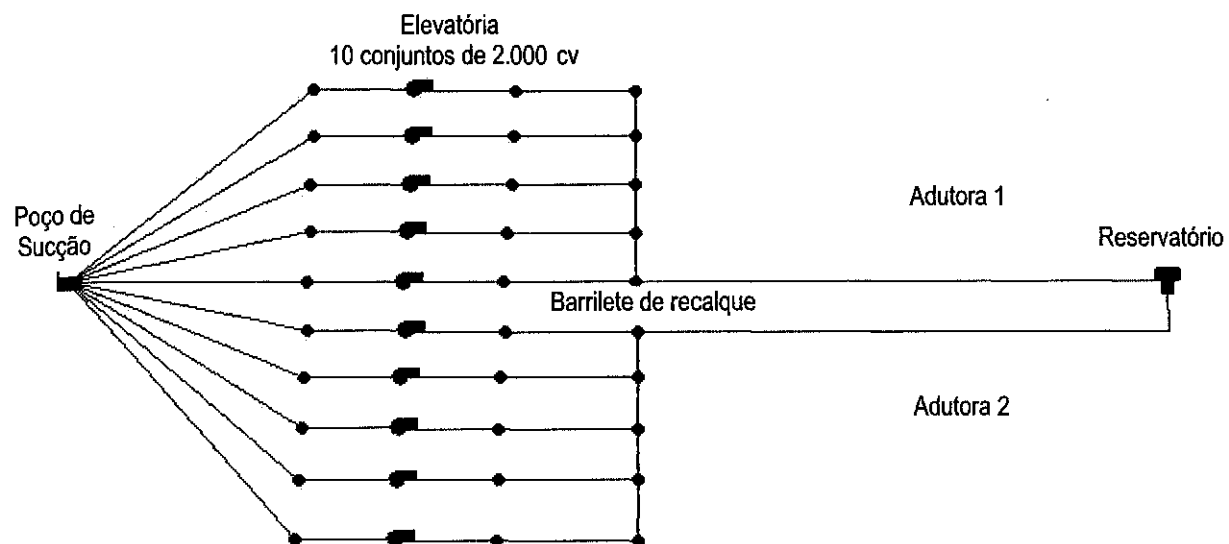 Elevatória
10 conjuntos de 2.000 cv
Poço de
Sucção
Adutora 1
Reservatório
Barrilete de recalque
Adutora 2